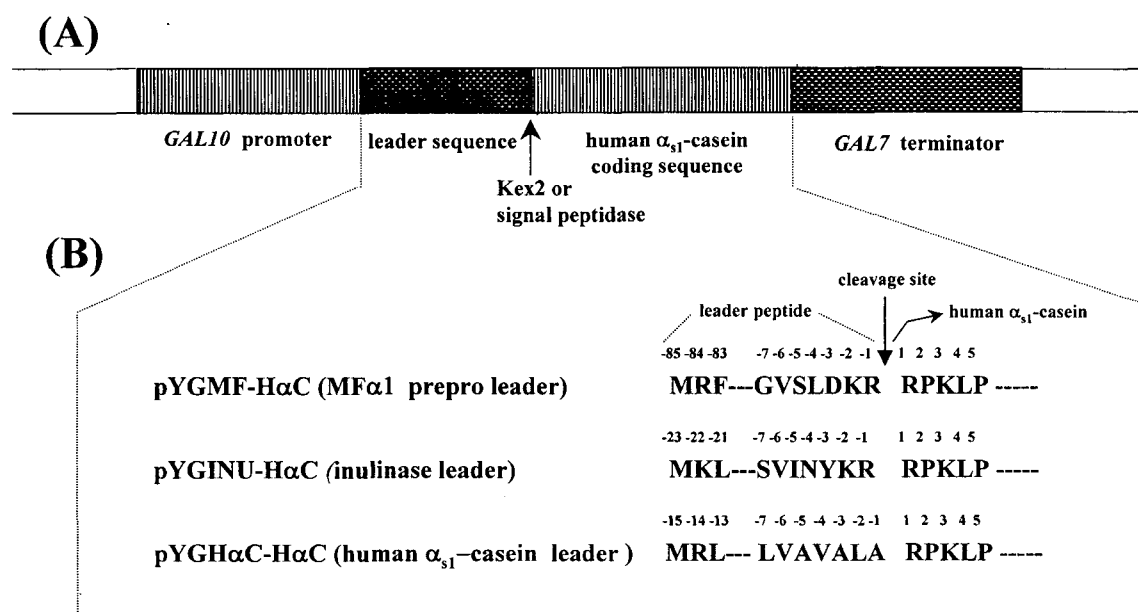 (A)
GAL10 promoter
leader sequence
human αs1-casein
coding sequence
GAL7 terminator
Kex2 or
signal peptidase
(B)
cleavage site
leader peptide
human αs1-casein
-85 -84 -83 -7 -6 -5 -4 -3 -2 -1 1 2 3 4 5
pYGMF-HαC (MFα1 prepro leader) MRF---GVSLDKR RPKLP -----
-23 -22 -21 -7 -6 -5 -4 -3 -2 -1 1 2 3 4 5
pYGINU-HαC (inulinase leader) MKL---SVINYKR RPKLP -----
-15 -14 -13 -7 -6 -5 -4 -3 -2 -1 1 2 3 4 5
pYGHαC-HαC (human αs1–casein leader ) MRL--- LVAVALA RPKLP -----